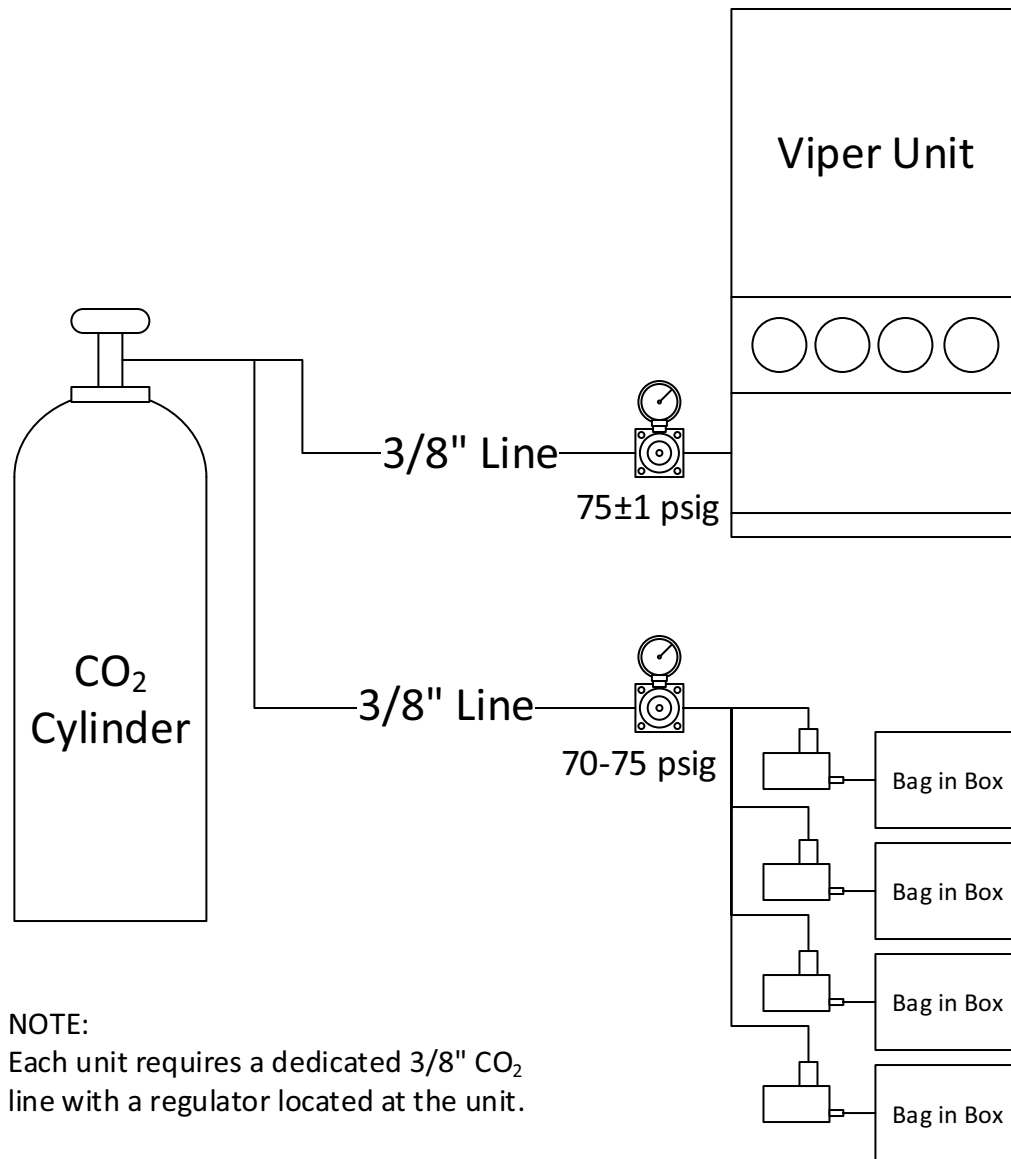 Viper Unit
3/8" Line
75±1 psig
CO₂
Cylinder
3/8" Line
70-75 psig
Bag in Box
Bag in Box
Bag in Box
Bag in Box
NOTE:
Each unit requires a dedicated 3/8" CO₂
line with a regulator located at the unit.